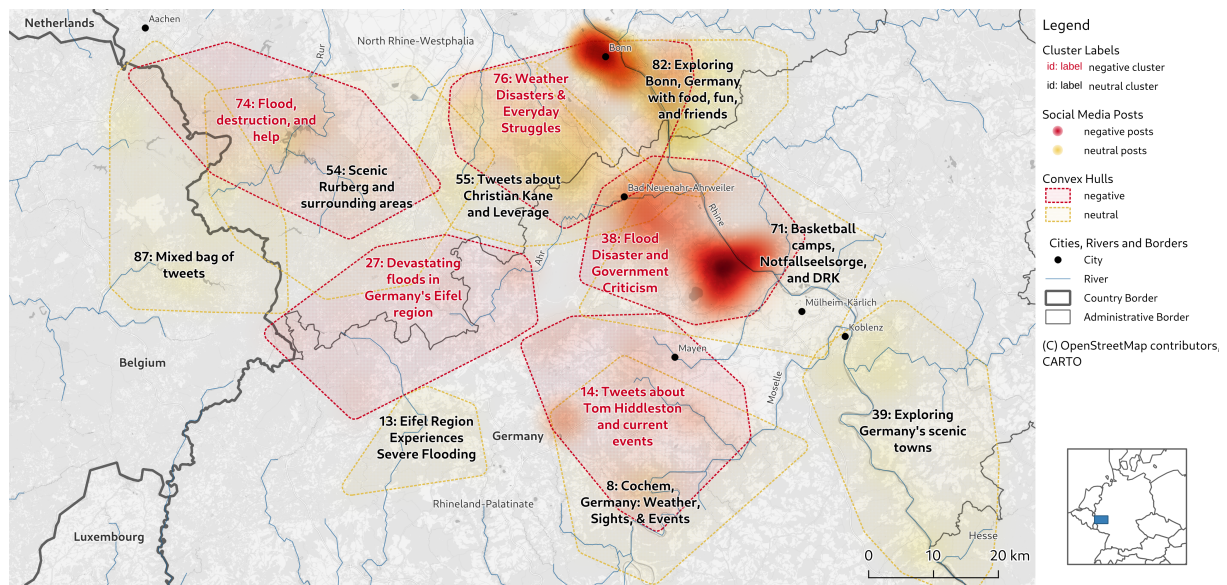 Netherlands
Aachen
Rur
North Rhine-Westphalia
Bonn
74: Flood,
destruction, and
help
76: Weather
Disasters &
Everyday
Struggles
82: Exploring
Bonn, Germany
with food, fun,
and friends
54: Scenic
Rurberg and
surrounding areas
55: Tweets about
Christian Kane
and Leverage
Bad Neuenahr-Ahrweiler
Rhine
87: Mixed bag of
tweets
27: Devastating
floods in
Germany's Eifel
region
Ahr
38: Flood
Disaster and
Government
Criticism
71: Basketball
camps,
Notfallseelsorge,
and DRK
Mülheim-Kärlich
Koblenz
Mayen
Belgium
Moselle
14: Tweets about
Tom Hiddleston
and current
events
13: Eifel Region
Experiences
Severe Flooding
Germany
39: Exploring
Germany's scenic
towns
8: Cochem,
Germany: Weather,
Sights, & Events
Rhineland-Palatinate
Luxembourg
Hesse
0 10 20 km
Legend
Cluster Labels
id: label negative cluster
id: label neutral cluster
Social Media Posts
negative posts
neutral posts
Convex Hulls
negative
neutral
Cities, Rivers and Borders
City
River
Country Border
Administrative Border
(C) OpenStreetMap contributors,
CARTO